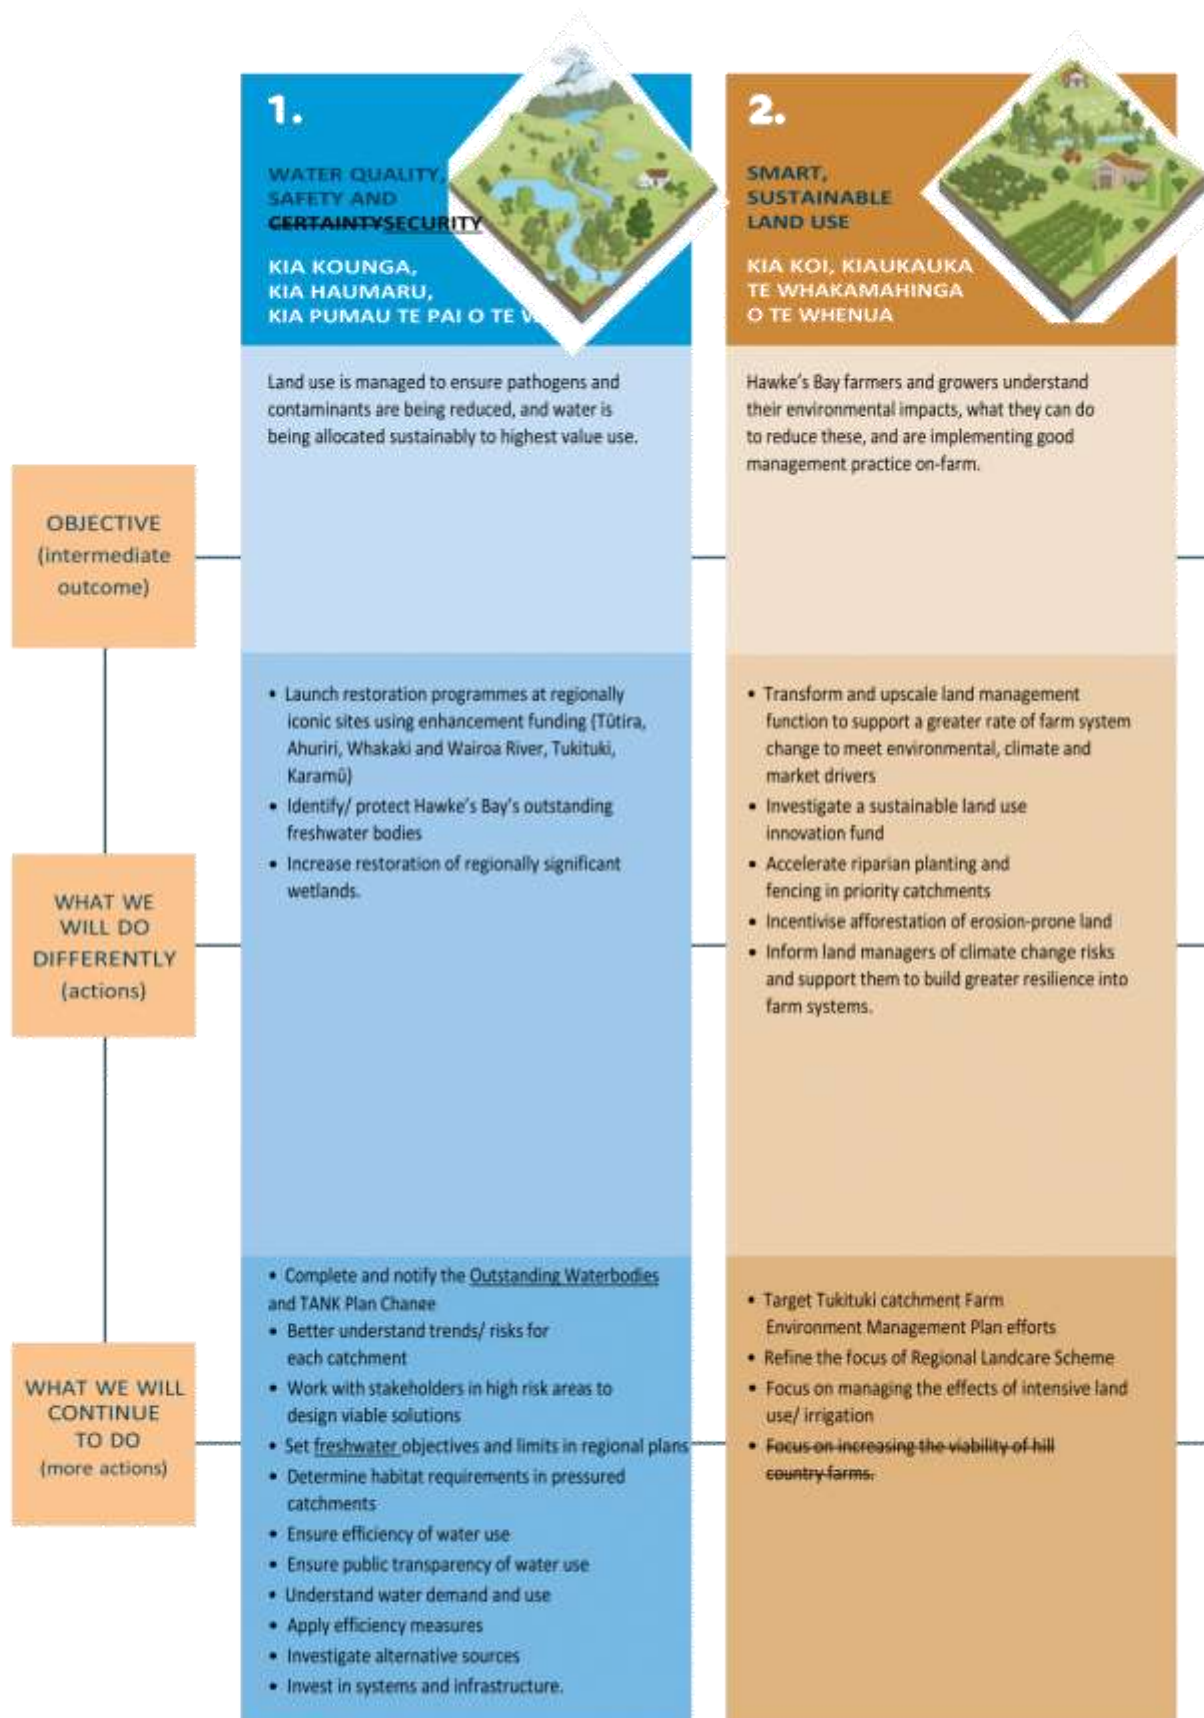 1.
WATER QUALITY,
SAFETY AND
CERTAINTYSECURITY
KIA KOUNGA,
KIA HAUMARU,
KIA PUMAU TE PAI O TE
2.
SMART,
SUSTAINABLE
LAND USE
KIA KOI, KIAUKAUKA
TE WHAKAMAHINGA
O TE WHENUA
OBJECTIVE
(intermediate
outcome)
Land use is managed to ensure pathogens and
contaminants are being reduced, and water is
being allocated sustainably to highest value use.
Hawke's Bay farmers and growers understand
their environmental impacts, what they can do
to reduce these, and are implementing good
management practice on-farm.
WHAT WE
WILL DO
DIFFERENTLY
(actions)
• Launch restoration programmes at regionally
iconic sites using enhancement funding (Tūtira,
Ahuriri, Whakaki and Wairoa River, Tukituki,
Karamū)
• Identify/ protect Hawke's Bay's outstanding
freshwater bodies
• Increase restoration of regionally significant
wetlands.
• Transform and upscale land management
function to support a greater rate of farm system
change to meet environmental, climate and
market drivers
• Investigate a sustainable land use
innovation fund
• Accelerate riparian planting and
fencing in priority catchments
• Incentivise afforestation of erosion-prone land
• Inform land managers of climate change risks
and support them to build greater resilience into
farm systems.
WHAT WE WILL
CONTINUE
TO DO
(more actions)
• Complete and notify the Outstanding Waterbodies
and TANK Plan Change
• Better understand trends/ risks for
each catchment
• Work with stakeholders in high risk areas to
design viable solutions
• Set freshwater objectives and limits in regional plans
• Determine habitat requirements in pressured
catchments
• Ensure efficiency of water use
• Ensure public transparency of water use
• Understand water demand and use
• Apply efficiency measures
• Investigate alternative sources
• Invest in systems and infrastructure.
• Target Tukituki catchment Farm
Environment Management Plan efforts
• Refine the focus of Regional Landcare Scheme
• Focus on managing the effects of intensive land
use/ irrigation
• Focus on increasing the viability of hill
country farms.